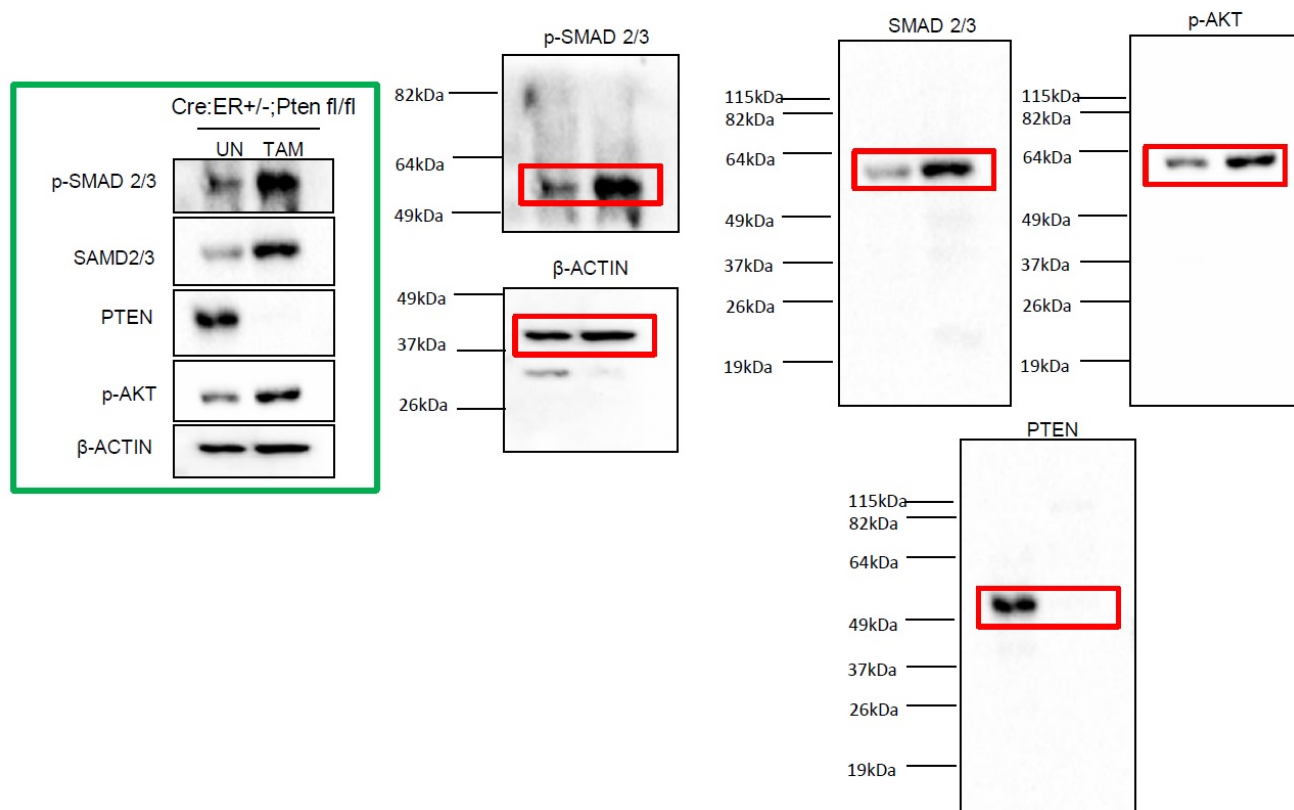 Cre:ER+/-;Pten fl/fl
UN TAM
p-SMAD 2/3
SAMD2/3
PTEN
p-AKT
β-ACTIN
p-SMAD 2/3
82kDa
64kDa
49kDa
β-ACTIN
49kDa
37kDa
26kDa
SMAD 2/3
115kDa
82kDa
64kDa
49kDa
37kDa
26kDa
19kDa
p-AKT
115kDa
82kDa
64kDa
49kDa
37kDa
26kDa
19kDa
PTEN
115kDa
82kDa
64kDa
49kDa
37kDa
26kDa
19kDa